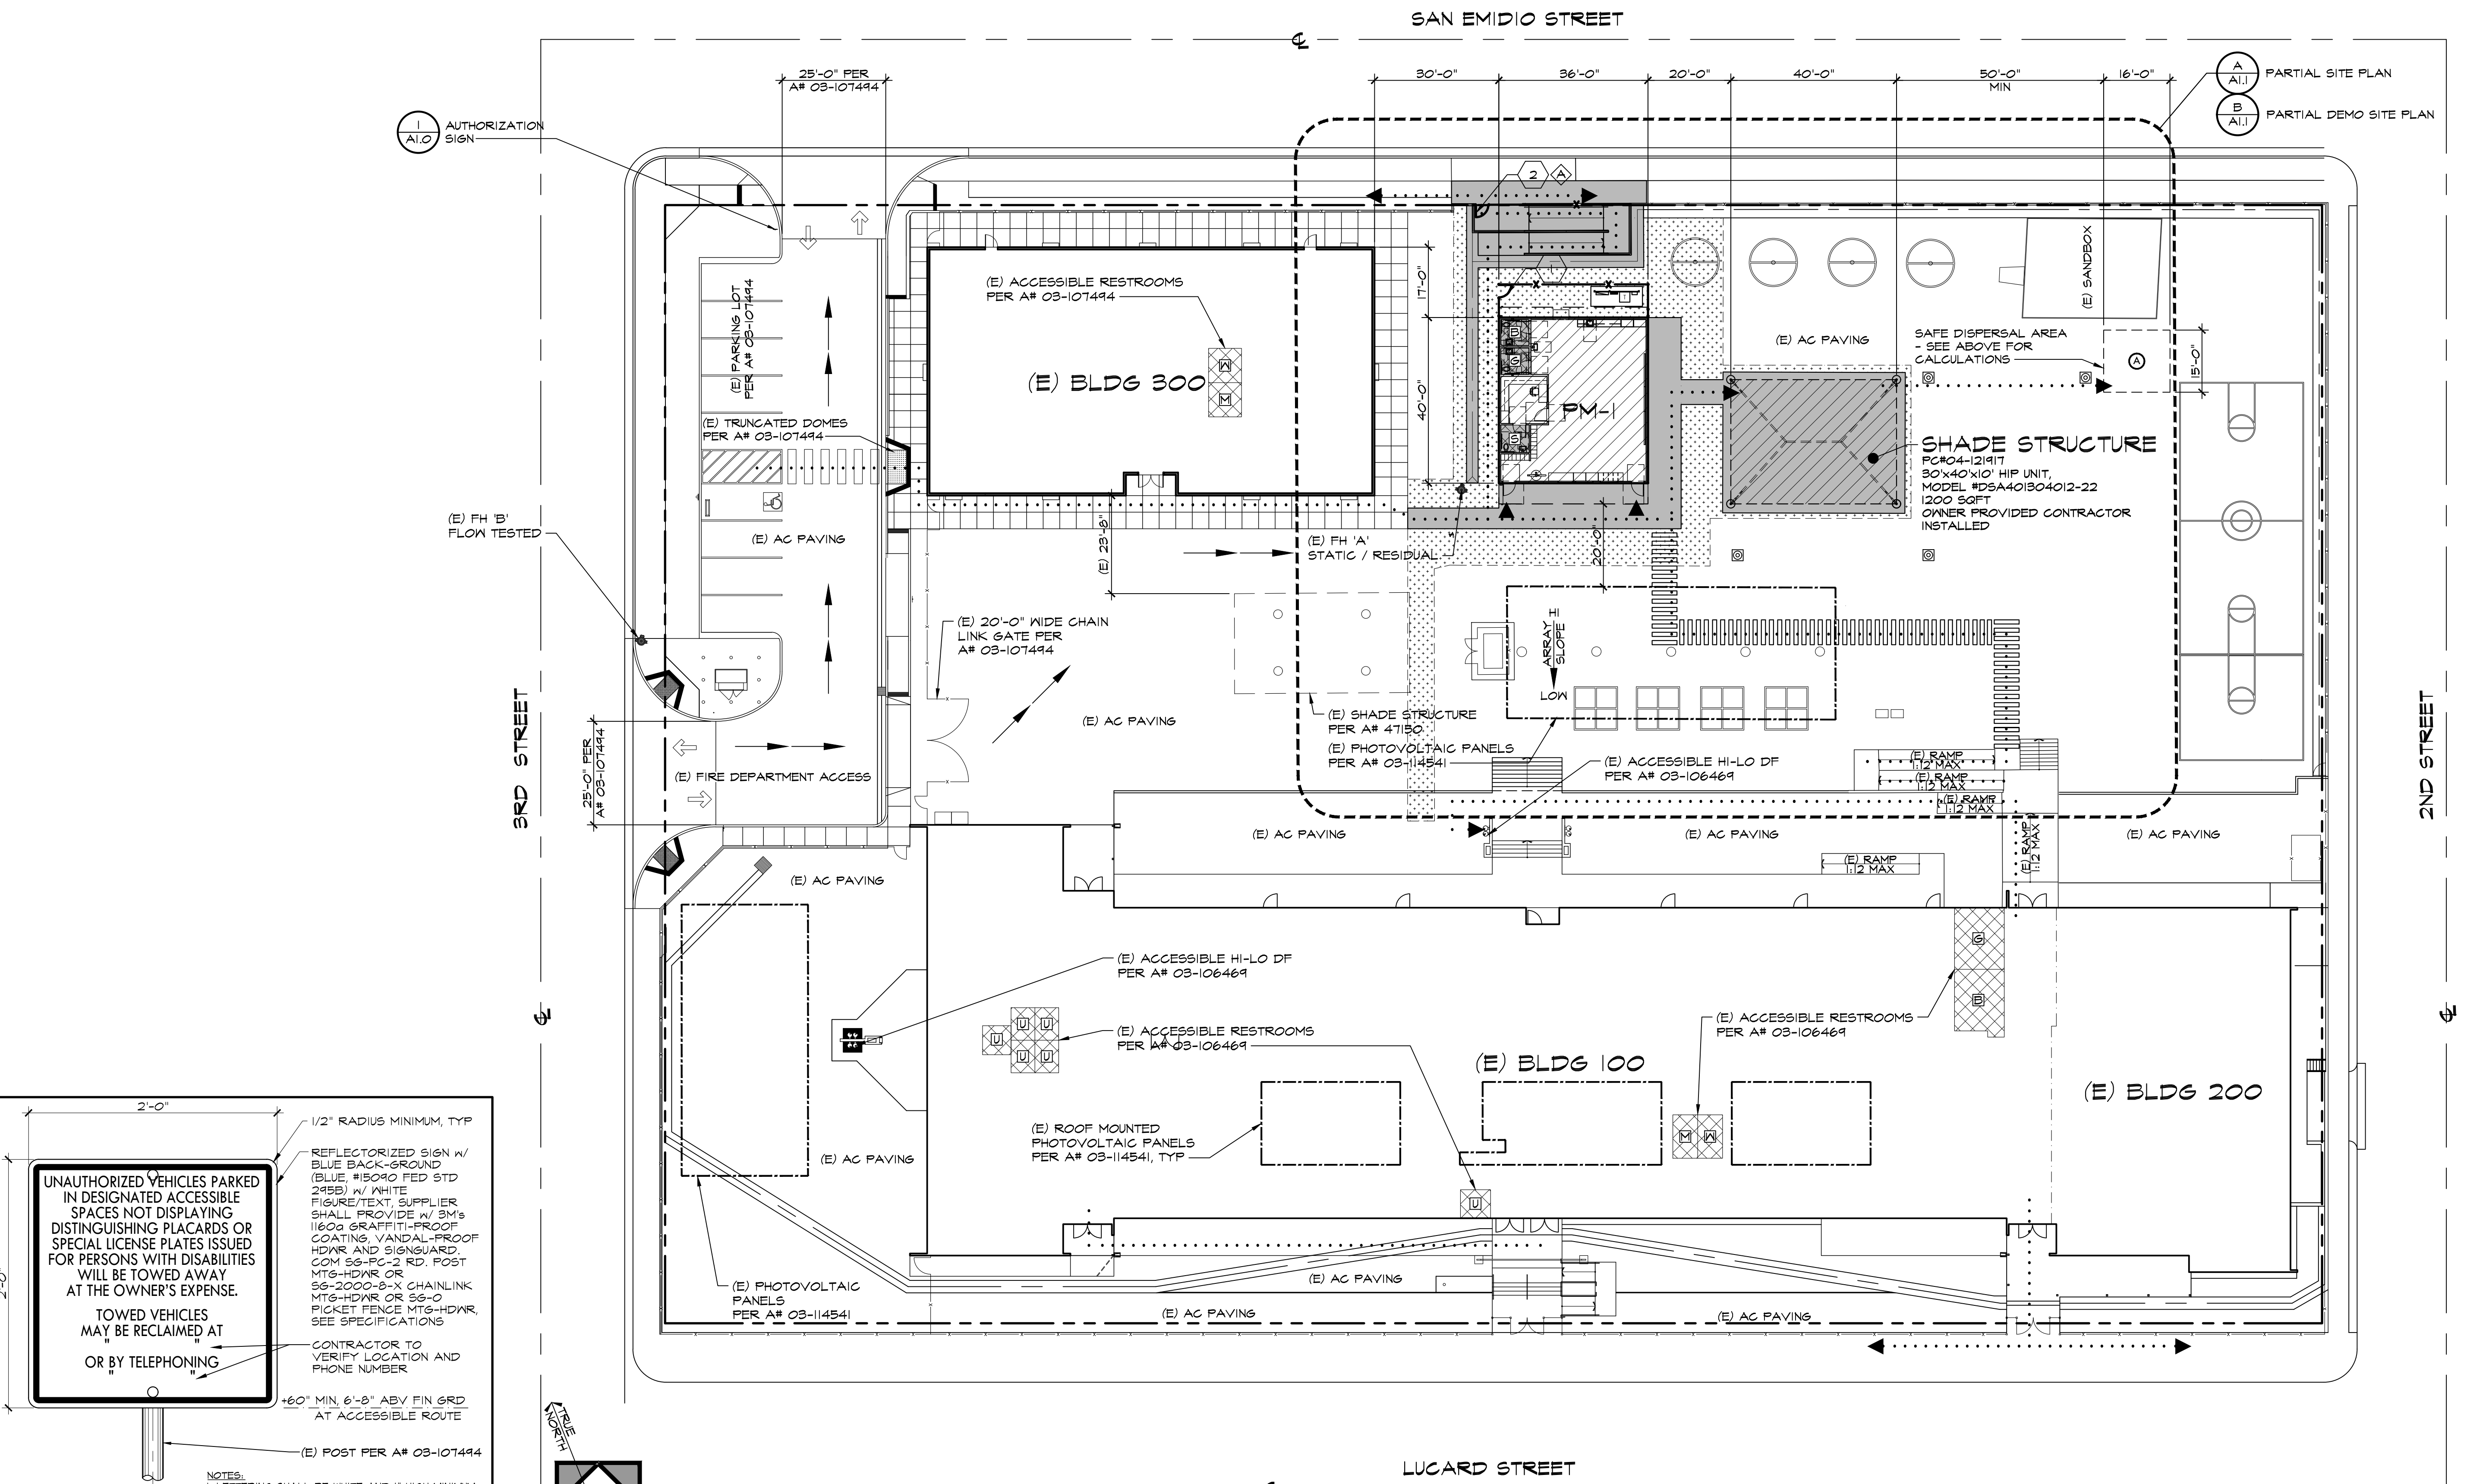 SAN EMIDIO STREET
25'-0" PER
A# 03-107494
30'-0"
36'-0"
20'-0"
40'-0"
50'-0"
MIN
16'-0"
A
A1.1
PARTIAL SITE PLAN
B
A1.1
PARTIAL DEMO SITE PLAN
1
A1.0
AUTHORIZATION
SIGN
2
A
(E) ACCESSIBLE RESTROOMS
PER A# 03-107494
W
M
(E) BLDG 300
17'-0"
40'-0"
(E) PARKING LOT
PER A# 03-107494
(E) TRUNCATED DOMES
PER A# 03-107494
(E) AC PAVING
B
G
S
PM-1
(E) SANDBOX
(E) AC PAVING
SAFE DISPERSAL AREA
- SEE ABOVE FOR
CALCULATIONS
A
15'-0"
SHADE STRUCTURE
PC#04-121917
30'x40'x10' HIP UNIT,
MODEL #DSA401304012-22
1200 SQFT
OWNER PROVIDED CONTRACTOR
INSTALLED
(E) FH 'B'
FLOW TESTED
(E) 23'-8"
(E) FH 'A'
STATIC / RESIDUAL
20'-0"
(E) 20'-0" WIDE CHAIN
LINK GATE PER
A# 03-107494
HI
ARRAY
SLOPE
LOW
(E) AC PAVING
(E) SHADE STRUCTURE
PER A# 47150
(E) PHOTOVOLTAIC PANELS
PER A# 03-114541
(E) ACCESSIBLE HI-LO DF
PER A# 03-106469
3RD STREET
2ND STREET
25'-0" PER
A# 03-107494
(E) FIRE DEPARTMENT ACCESS
(E) RAMP
1:12 MAX
(E) RAMP
1:12 MAX
(E) RAMP
1:12 MAX
(E) AC PAVING
(E) AC PAVING
(E) RAMP
1:12 MAX
(E) AC PAVING
(E) RAMP
1:12 MAX
(E) AC PAVING
(E) ACCESSIBLE HI-LO DF
PER A# 03-106469
G
B
U
U
U
U
U
(E) ACCESSIBLE RESTROOMS
PER A# 03-106469
(E) ACCESSIBLE RESTROOMS
PER A# 03-106469
(E) BLDG 100
(E) BLDG 200
(E) ROOF MOUNTED
PHOTOVOLTAIC PANELS
PER A# 03-114541, TYP
M
W
U
(E) AC PAVING
(E) PHOTOVOLTAIC
PANELS
PER A# 03-114541
(E) AC PAVING
(E) AC PAVING
(E) AC PAVING
2'-0"
2'-0"
1/2" RADIUS MINIMUM, TYP
REFLECTORIZED SIGN W/
BLUE BACK-GROUND
(BLUE, #15090 FED STD
295B) W/ WHITE
FIGURE/TEXT, SUPPLIER
SHALL PROVIDE W/ 3M's
1160a GRAFFITI-PROOF
COATING, VANDAL-PROOF
HDWR AND SIGNGUARD.
COM SG-PC-2 RD. POST
MTG-HDWR OR
SG-2000-8-X CHAINLINK
MTG-HDWR OR SG-0
PICKET FENCE MTG-HDWR,
SEE SPECIFICATIONS
UNAUTHORIZED VEHICLES PARKED
IN DESIGNATED ACCESSIBLE
SPACES NOT DISPLAYING
DISTINGUISHING PLACARDS OR
SPECIAL LICENSE PLATES ISSUED
FOR PERSONS WITH DISABILITIES
WILL BE TOWED AWAY
AT THE OWNER'S EXPENSE.
TOWED VEHICLES
MAY BE RECLAIMED AT
" "
OR BY TELEPHONING
" "
CONTRACTOR TO
VERIFY LOCATION AND
PHONE NUMBER
+60" MIN, 6'-8" ABV FIN GRD
AT ACCESSIBLE ROUTE
(E) POST PER A# 03-107494
NOTES:
TRUE
NORTH
LUCARD STREET